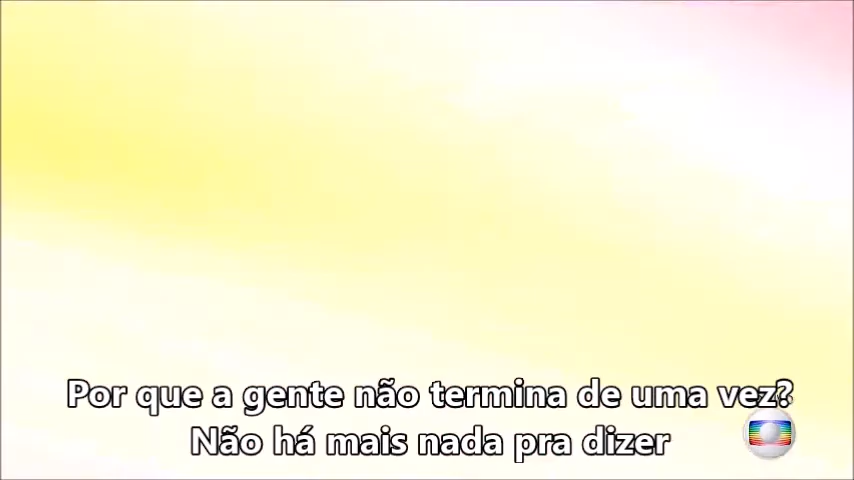 Por que a gente não termina de uma vez?
Não há mais nada pra dizer